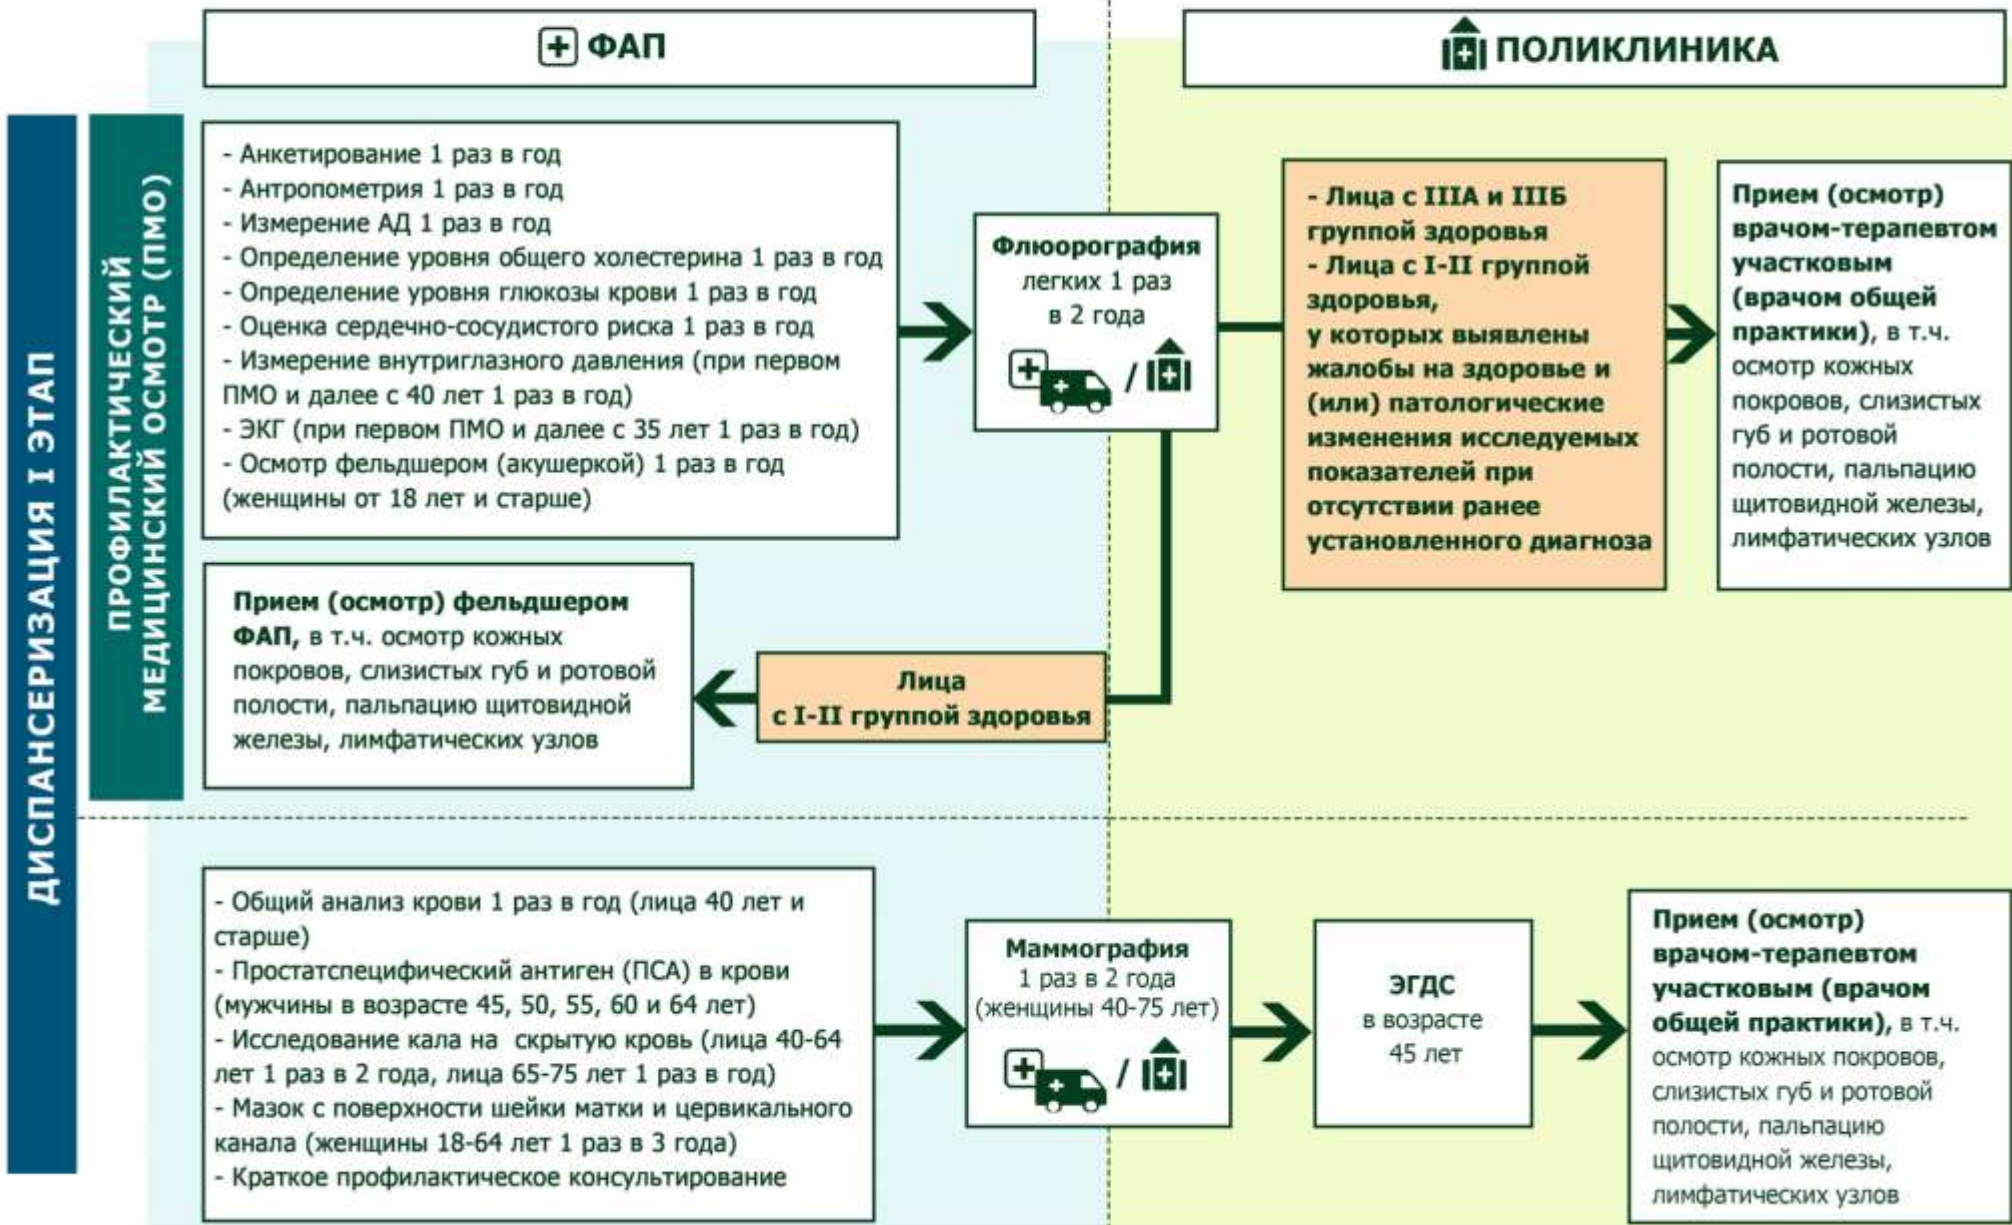 ФАП
ПОЛИКЛИНИКА
ДИСПАНСЕРИЗАЦИЯ I ЭТАП
ПРОФИЛАКТИЧЕСКИЙ
МЕДИЦИНСКИЙ ОСМОТР (ПМО)
- Анкетирование 1 раз в год
- Антропометрия 1 раз в год
- Измерение АД 1 раз в год
- Определение уровня общего холестерина 1 раз в год
- Определение уровня глюкозы крови 1 раз в год
- Оценка сердечно-сосудистого риска 1 раз в год
- Измерение внутриглазного давления (при первом
ПМО и далее с 40 лет 1 раз в год)
- ЭКГ (при первом ПМО и далее с 35 лет 1 раз в год)
- Осмотр фельдшером (акушеркой) 1 раз в год
(женщины от 18 лет и старше)
Флюорография
легких 1 раз
в 2 года
/
- Лица с IIIА и IIIБ
группой здоровья
- Лица с I-II группой
здоровья,
у которых выявлены
жалобы на здоровье и
(или) патологические
изменения исследуемых
показателей при
отсутствии ранее
установленного диагноза
Прием (осмотр)
врачом-терапевтом
участковым
(врачом общей
практики), в т.ч.
осмотр кожных
покровов, слизистых
губ и ротовой
полости, пальпацию
щитовидной железы,
лимфатических узлов
Прием (осмотр) фельдшером
ФАП, в т.ч. осмотр кожных
покровов, слизистых губ и ротовой
полости, пальпацию щитовидной
железы, лимфатических узлов
Лица
с I-II группой здоровья
- Общий анализ крови 1 раз в год (лица 40 лет и
старше)
- Простатспецифический антиген (ПСА) в крови
(мужчины в возрасте 45, 50, 55, 60 и 64 лет)
- Исследование кала на скрытую кровь (лица 40-64
лет 1 раз в 2 года, лица 65-75 лет 1 раз в год)
- Мазок с поверхности шейки матки и цервикального
канала (женщины 18-64 лет 1 раз в 3 года)
- Краткое профилактическое консультирование
Маммография
1 раз в 2 года
(женщины 40-75 лет)
/
ЭГДС
в возрасте
45 лет
Прием (осмотр)
врачом-терапевтом
участковым (врачом
общей практики), в т.ч.
осмотр кожных покровов,
слизистых губ и ротовой
полости, пальпацию
щитовидной железы,
лимфатических узлов